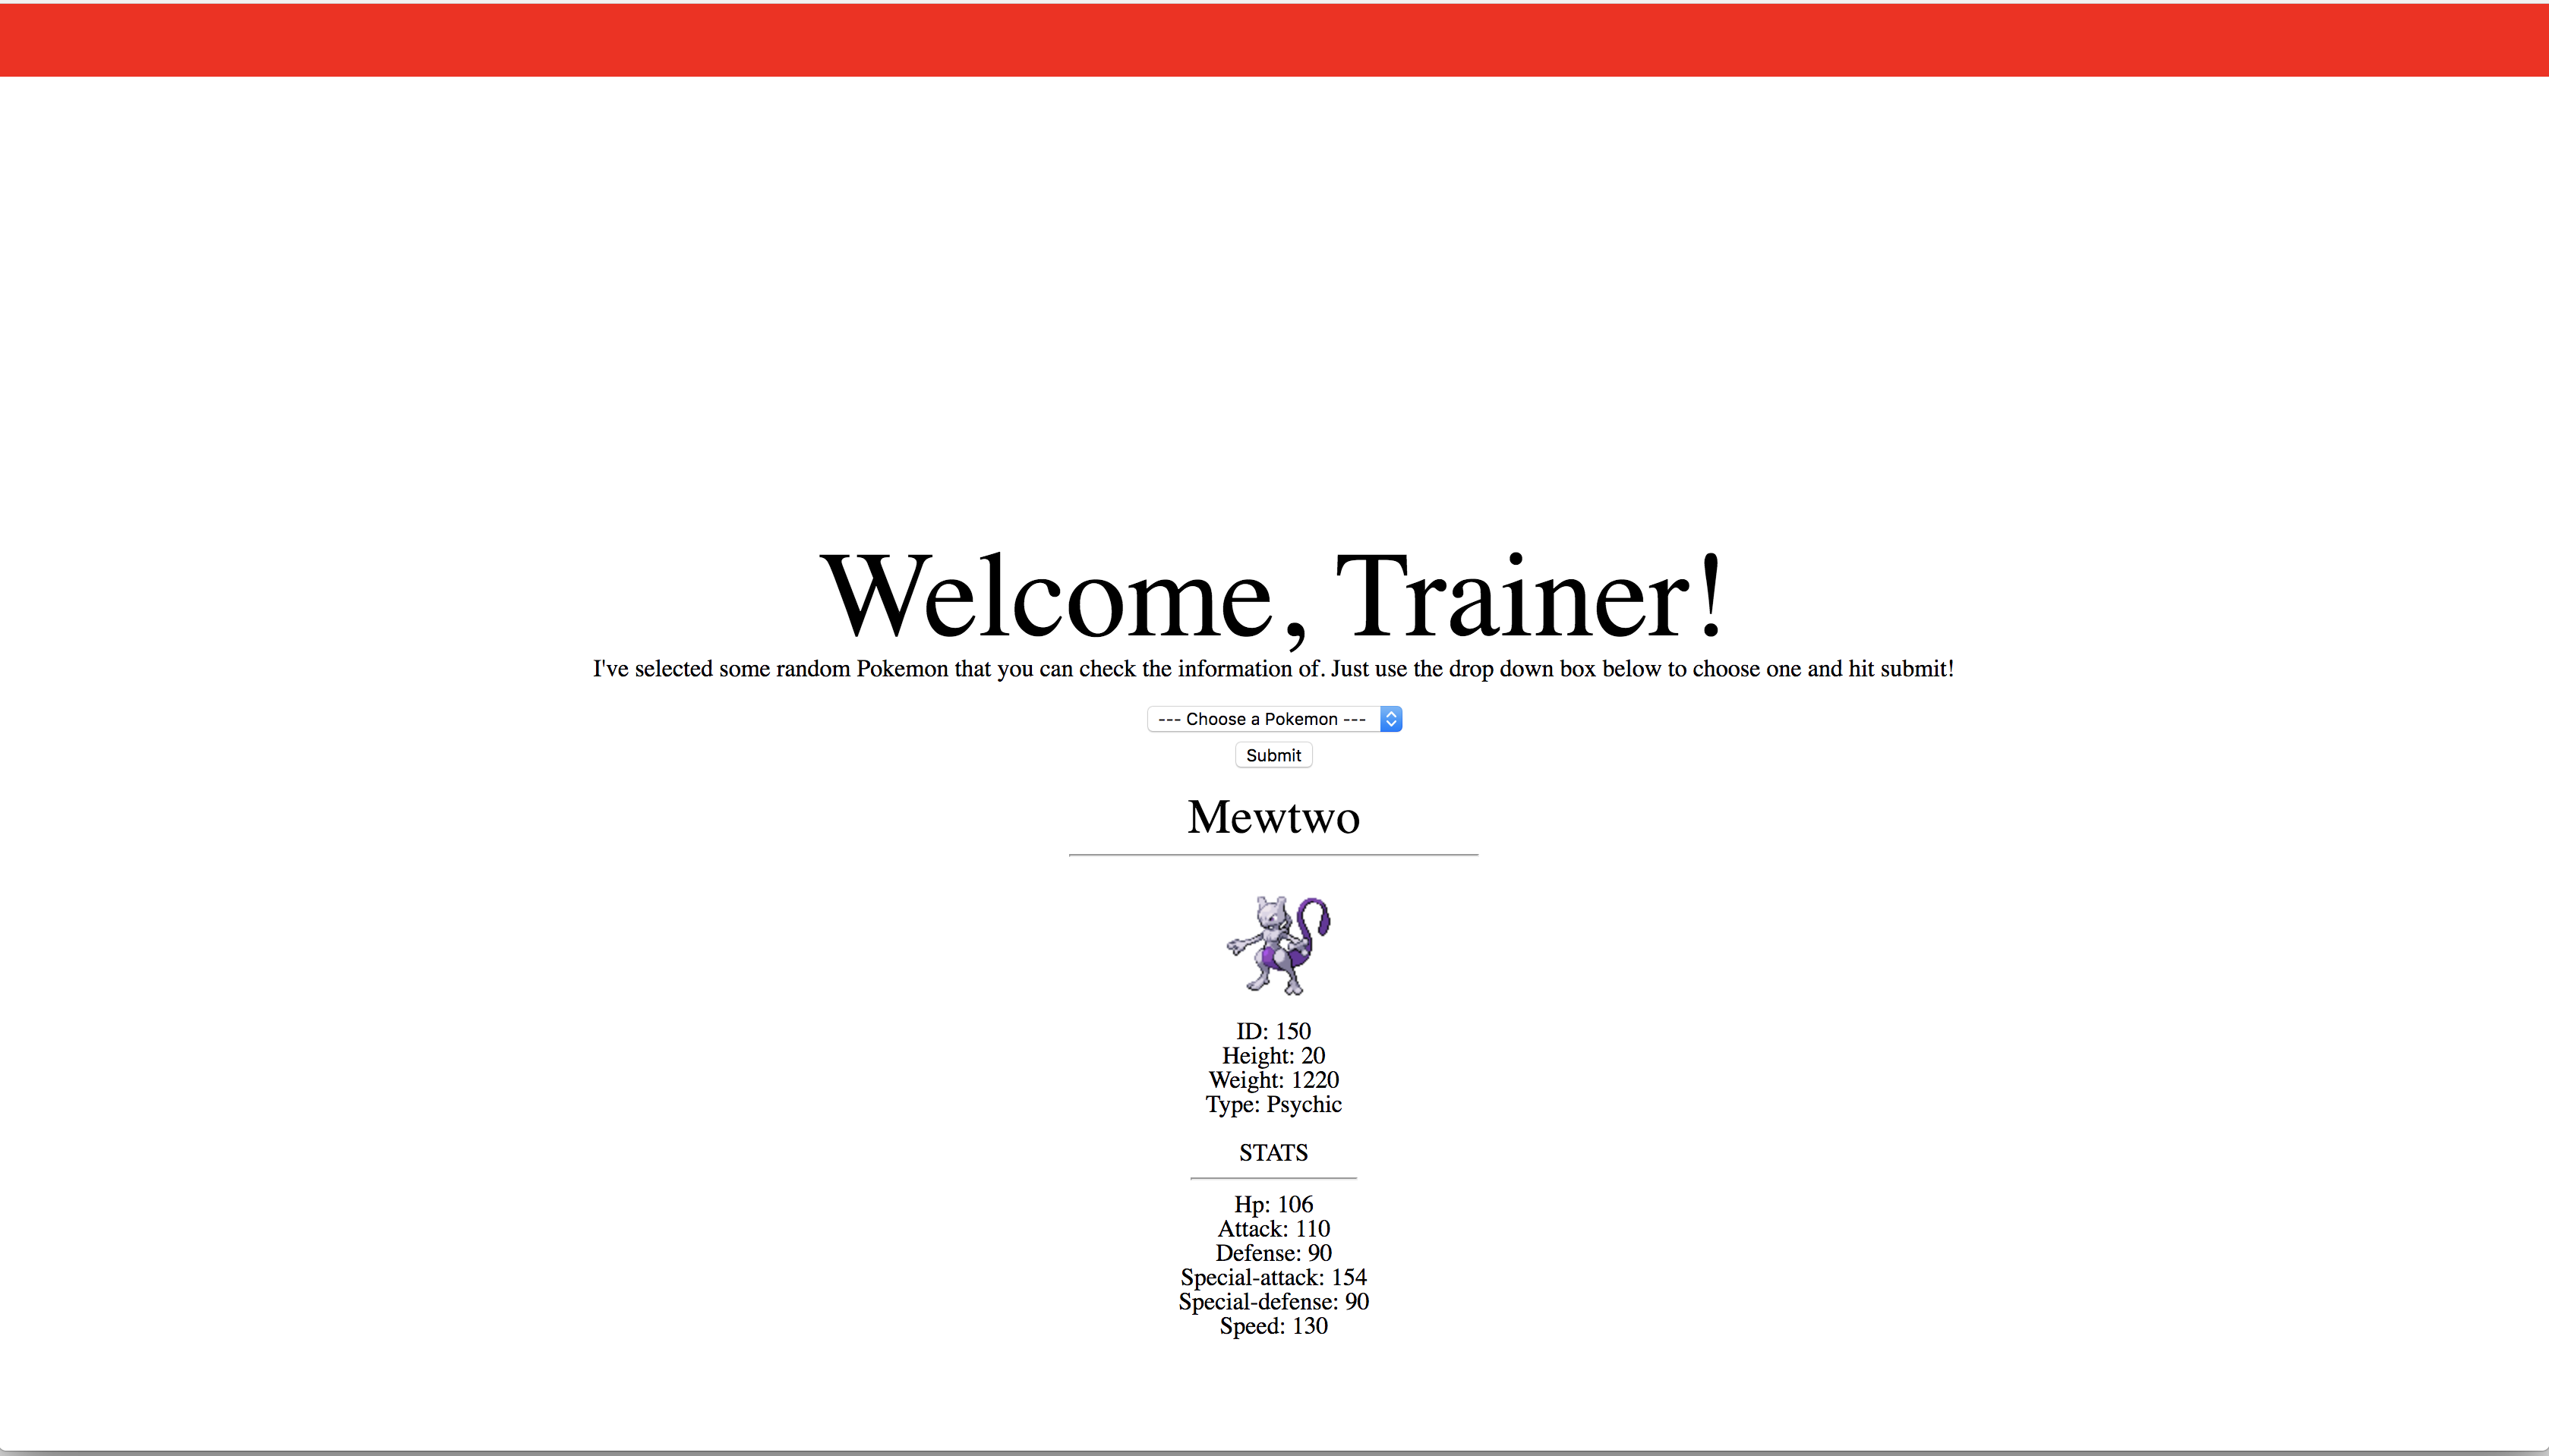 Welcome, Trainer!
I've selected some random Pokemon that you can check the information of. Just use the drop down box below to choose one and hit submit!
--- Choose a Pokemon ---
Submit
Mewtwo
ID: 150
Height: 20
Weight: 1220
Type: Psychic
STATS
Hp: 106
Attack: 110
Defense: 90
Special-attack: 154
Special-defense: 90
Speed: 130